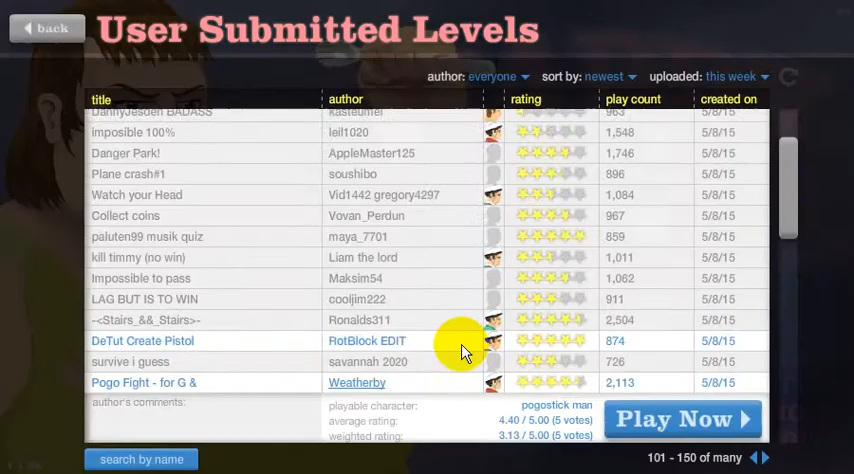 back
User Submitted Levels
author: everyone sort by: newest uploaded: this week
title author rating play count created on
DannyJesden BADASS kasteumel 963 5/8/15
imposible 100% leil1020 1,548 5/8/15
Danger Park! AppleMaster125 1,746 5/8/15
Plane crash#1 soushibo 896 5/8/15
Watch your Head Vid1442 gregory4297 1,084 5/8/15
Collect coins Vovan_Perdun 967 5/8/15
paluten99 musik quiz maya_7701 859 5/8/15
kill timmy (no win) Liam the lord 1,011 5/8/15
Impossible to pass Maksim54 1,062 5/8/15
LAG BUT IS TO WIN cooljim222 911 5/8/15
-<Stairs_&&_Stairs>- Ronalds311 2,504 5/8/15
DeTut Create Pistol RotBlock EDIT 874 5/8/15
survive i guess savannah 2020 726 5/8/15
Pogo Fight - for G & Weatherby 2,113 5/8/15
author's comments: playable character: pogostick man
average rating: 4.40 / 5.00 (5 votes)
weighted rating: 3.13 / 5.00 (5 votes)
Play Now
search by name 101 - 150 of many